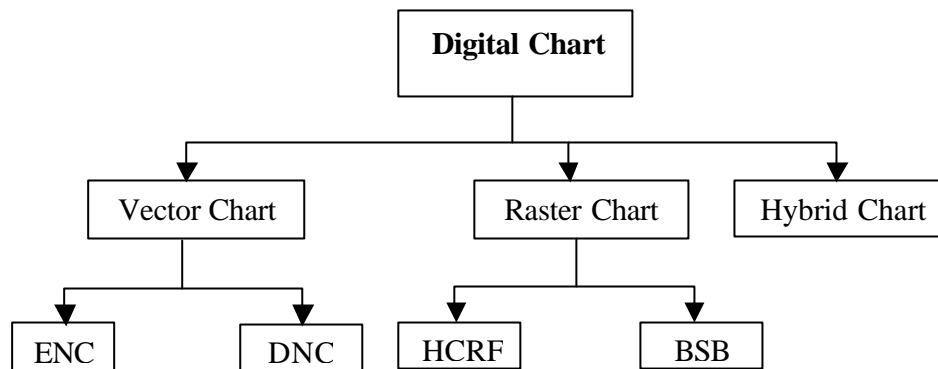 Digital Chart
Vector Chart
Raster Chart
Hybrid Chart
ENC
DNC
HCRF
BSB